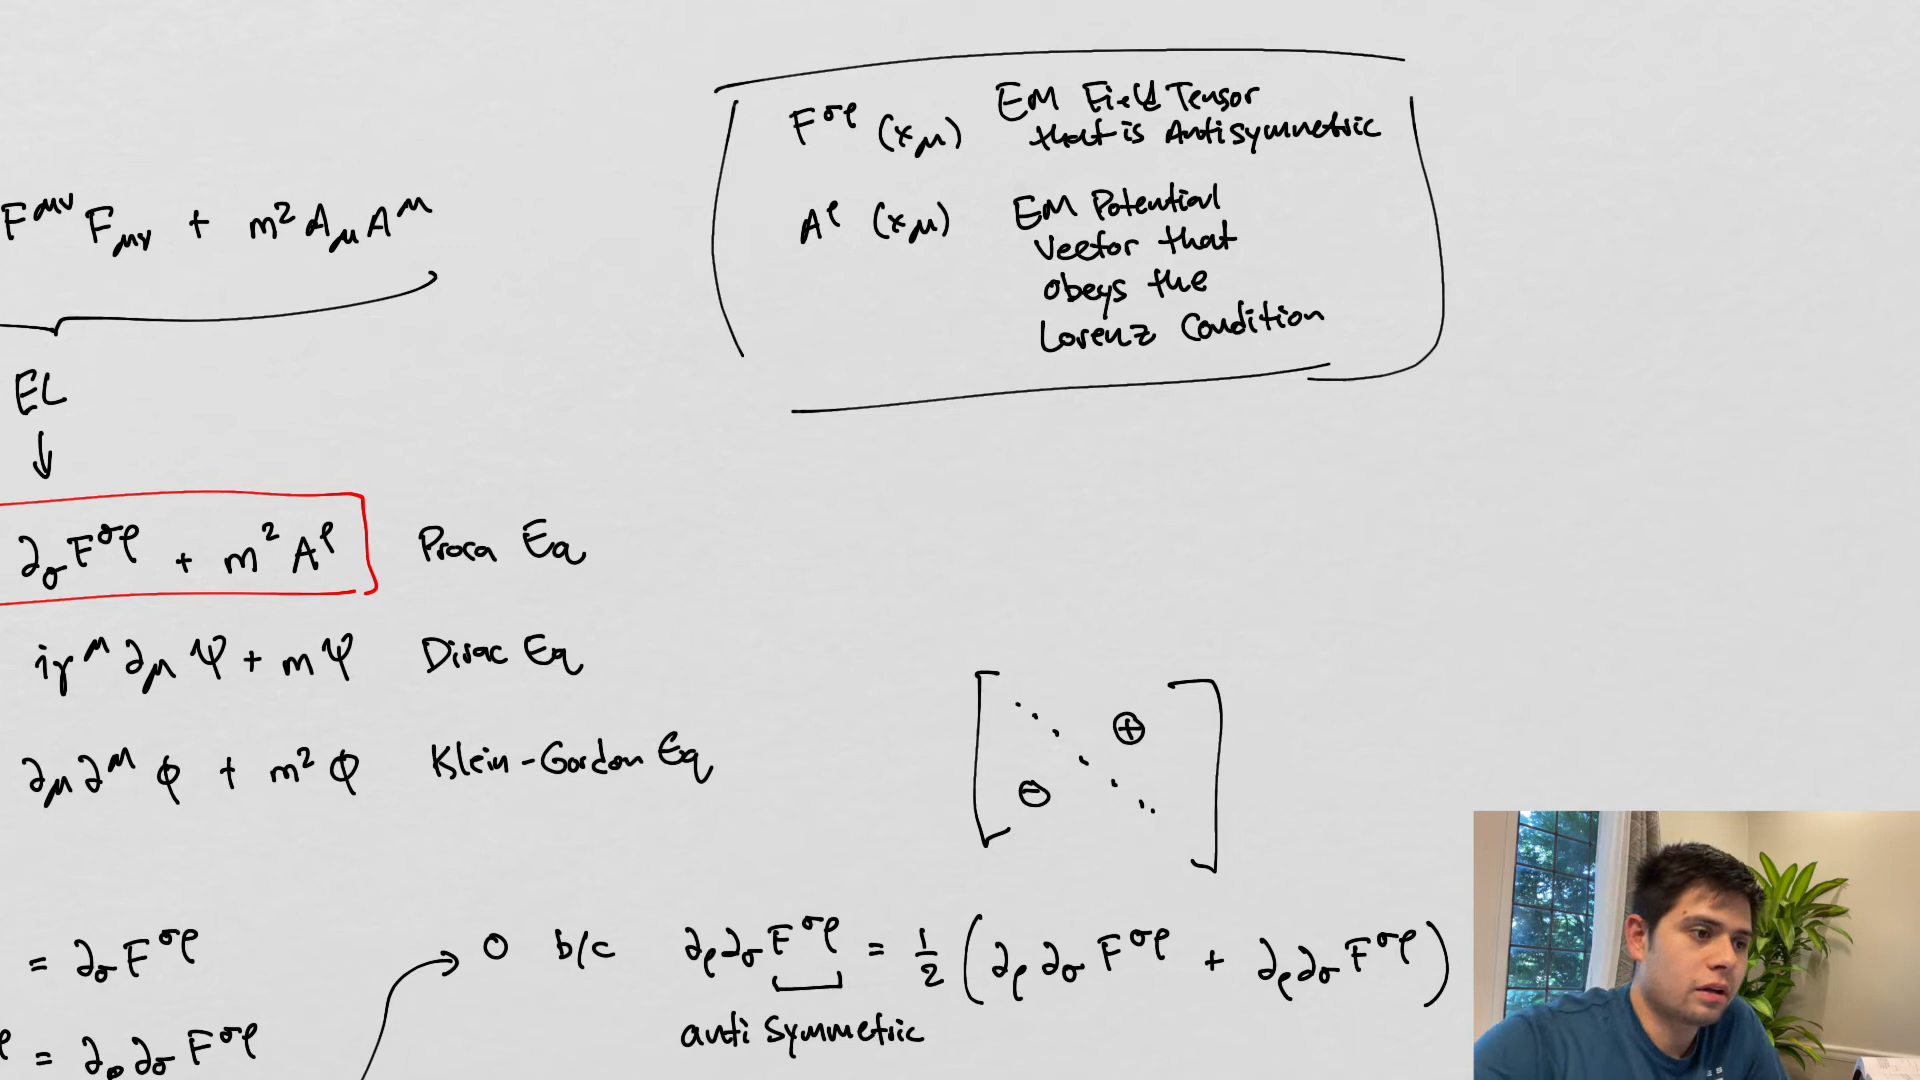 F^{σρ} (x_μ) EM Field Tensor
that is Antisymmetric
F^{μν} F_{μν} + m² A_μ A^μ
A^ρ (x_μ) EM Potential
Vector that
obeys the
Lorenz Condition
EL
↓
∂_σ F^{σρ} + m² A^ρ Proca Eq
iγ^μ ∂_μ Ψ + m Ψ Dirac Eq
∂_μ ∂^μ φ + m² φ Klein-Gordon Eq
⊕
⊖
= ∂_σ F^{σρ}
→ 0 b/c ∂_ρ ∂_σ F^{σρ} = ½ (∂_ρ ∂_σ F^{σρ} + ∂_ρ ∂_σ F^{σρ})
anti symmetric
ρ = ∂_ρ ∂_σ F^{σρ}